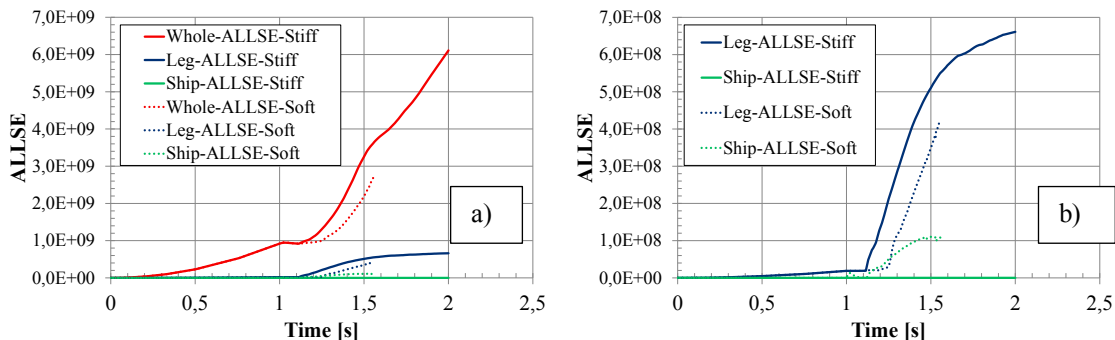 7,0E+09
6,0E+09
5,0E+09
4,0E+09
3,0E+09
2,0E+09
1,0E+09
0,0E+00
ALLSE
Whole-ALLSE-Stiff
Leg-ALLSE-Stiff
Ship-ALLSE-Stiff
Whole-ALLSE-Soft
Leg-ALLSE-Soft
Ship-ALLSE-Soft
a)
0 0,5 1 1,5 2 2,5
Time [s]
7,0E+08
6,0E+08
5,0E+08
4,0E+08
3,0E+08
2,0E+08
1,0E+08
0,0E+00
ALLSE
Leg-ALLSE-Stiff
Ship-ALLSE-Stiff
Leg-ALLSE-Soft
Ship-ALLSE-Soft
b)
0 0,5 1 1,5 2 2,5
Time [s]